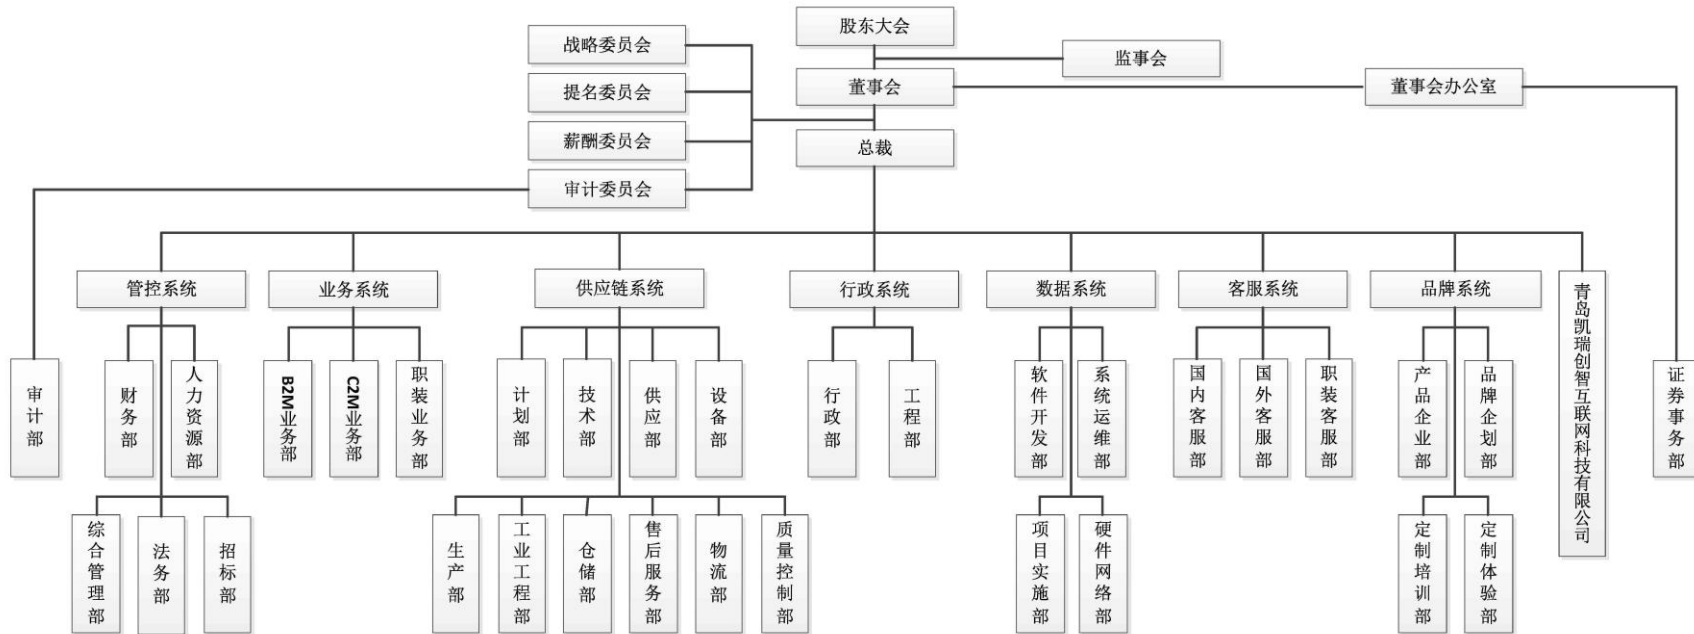 股东大会
战略委员会
监事会
提名委员会
董事会
董事会办公室
薪酬委员会
总裁
审计委员会
管控系统
业务系统
供应链系统
行政系统
数据系统
客服系统
品牌系统
青岛凯瑞创智互联网科技有限公司
审计部
财务部
人力资源部
B2M业务部
C2M业务部
职装业务部
计划部
技术部
供应部
设备部
行政部
工程部
软件开发部
系统运维部
国内客服部
国外客服部
职装客服部
产品企业部
品牌企划部
证券事务部
综合管理部
法务部
招标部
生产部
工业工程部
仓储部
售后服务部
物流部
质量控制部
项目实施部
硬件网络部
定制培训部
定制体验部